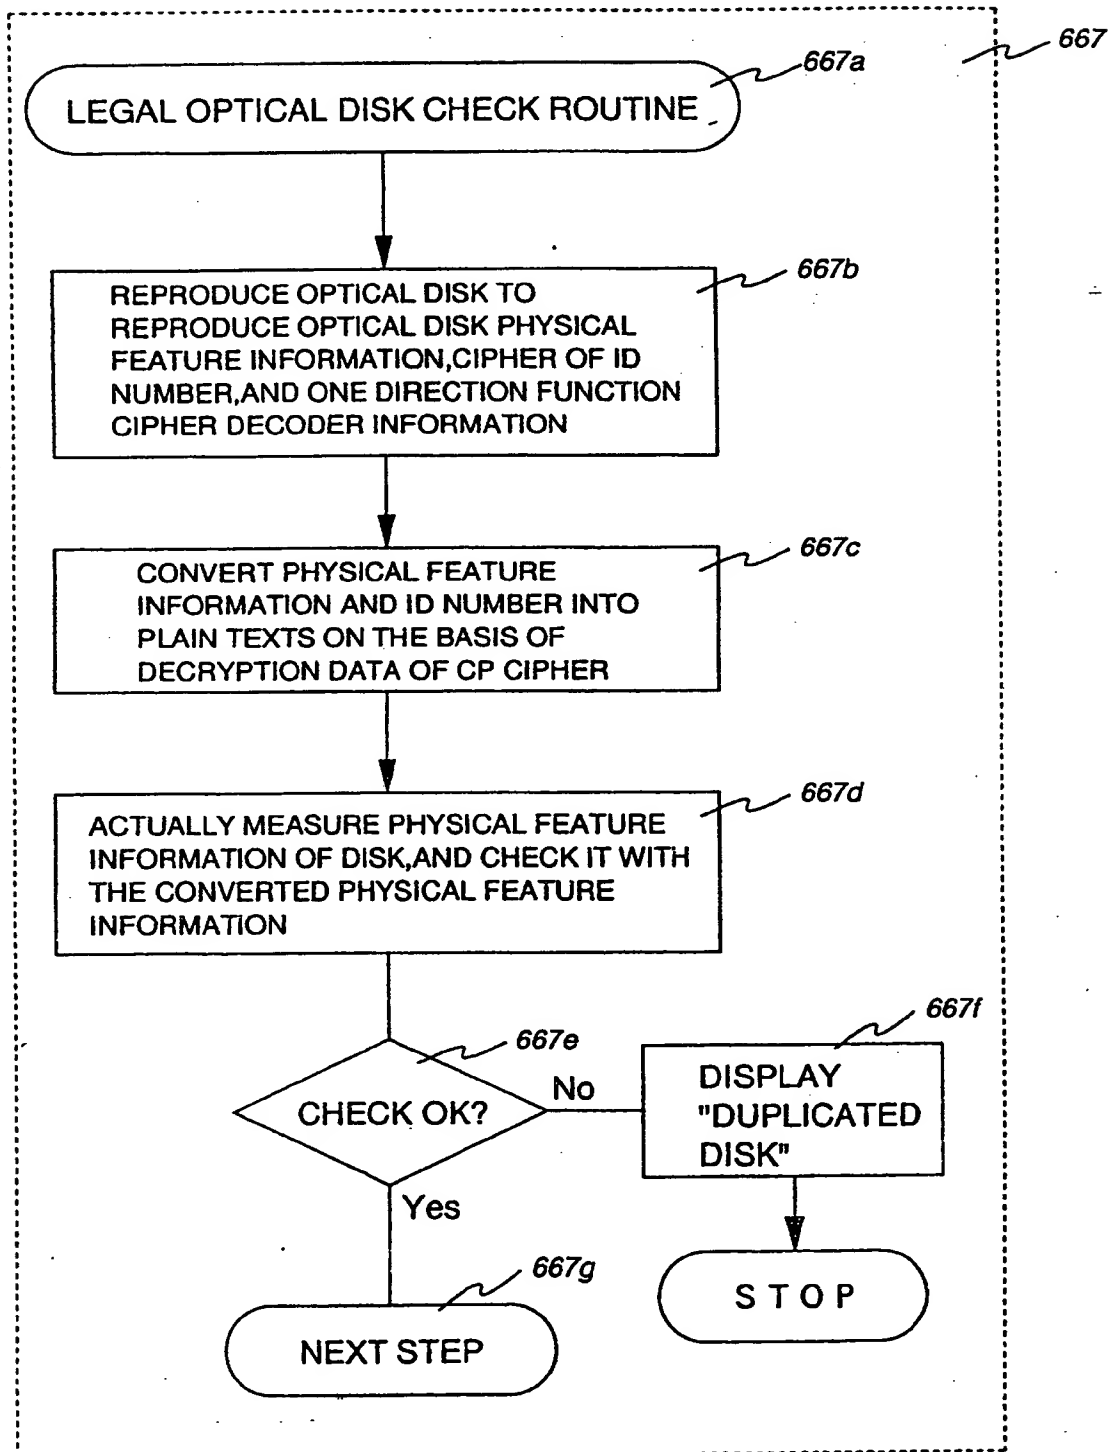 667
667a
LEGAL OPTICAL DISK CHECK ROUTINE
667b
REPRODUCE OPTICAL DISK TO
REPRODUCE OPTICAL DISK PHYSICAL
FEATURE INFORMATION,CIPHER OF ID
NUMBER,AND ONE DIRECTION FUNCTION
CIPHER DECODER INFORMATION
667c
CONVERT PHYSICAL FEATURE
INFORMATION AND ID NUMBER INTO
PLAIN TEXTS ON THE BASIS OF
DECRYPTION DATA OF CP CIPHER
667d
ACTUALLY MEASURE PHYSICAL FEATURE
INFORMATION OF DISK,AND CHECK IT WITH
THE CONVERTED PHYSICAL FEATURE
INFORMATION
667e
CHECK OK?
No
667f
DISPLAY
"DUPLICATED
DISK"
Yes
STOP
667g
NEXT STEP